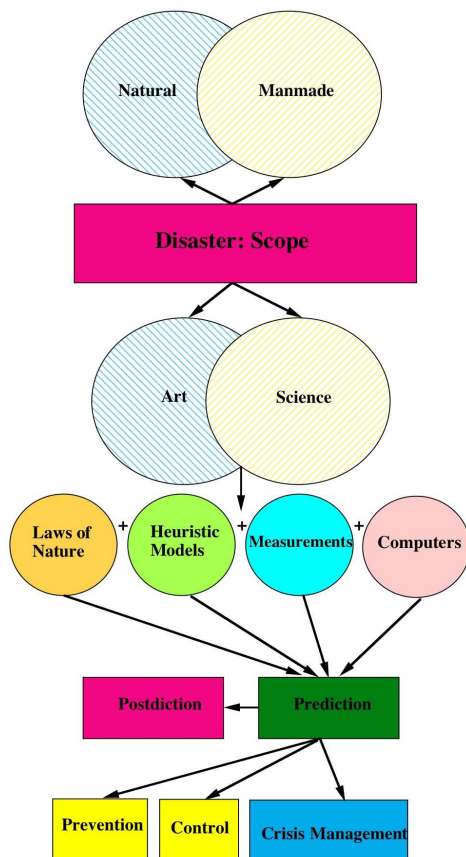 Natural
Manmade
Disaster: Scope
Art
Science
Laws of
Nature
+
Heuristic
Models
+
Measurements
+
Computers
Postdiction
Prediction
Prevention
Control
Crisis Management